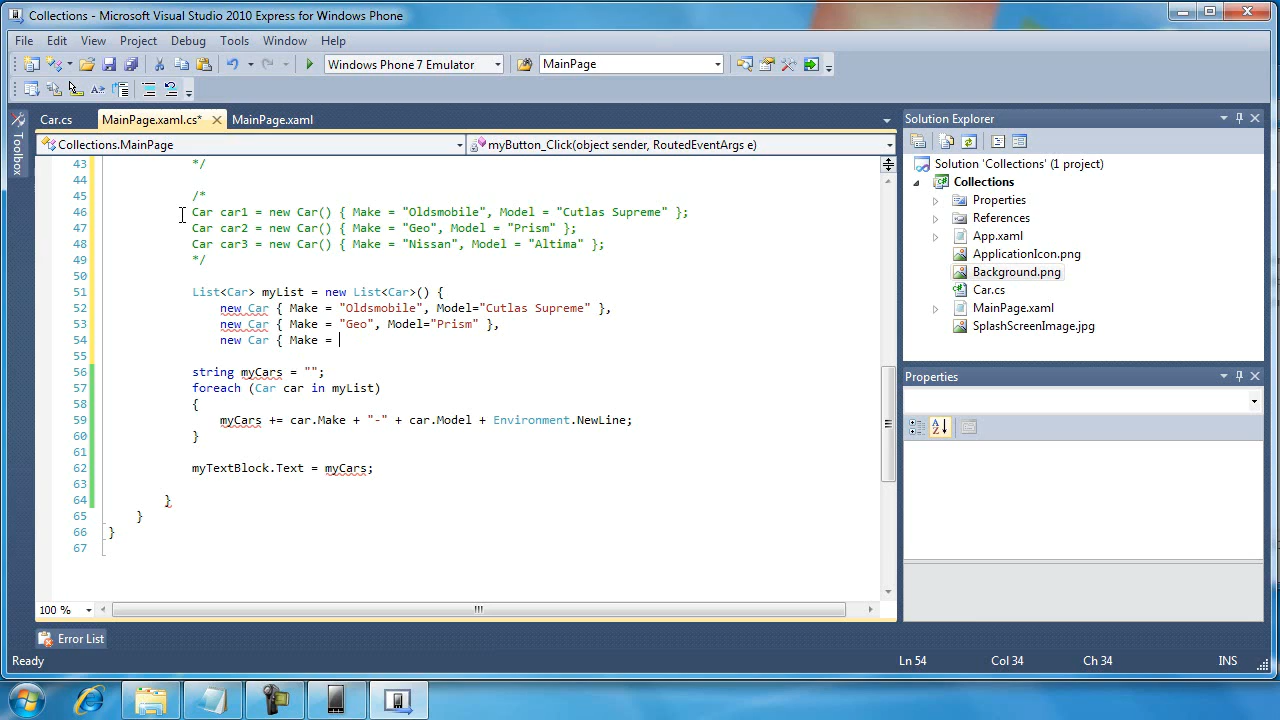 Collections - Microsoft Visual Studio 2010 Express for Windows Phone
File Edit View Project Debug Tools Window Help
Windows Phone 7 Emulator MainPage
Car.cs MainPage.xaml.cs* MainPage.xaml
Collections.MainPage myButton_Click(object sender, RoutedEventArgs e)
Toolbox
43 */
44
45 /*
46 Car car1 = new Car() { Make = "Oldsmobile", Model = "Cutlas Supreme" };
47 Car car2 = new Car() { Make = "Geo", Model = "Prism" };
48 Car car3 = new Car() { Make = "Nissan", Model = "Altima" };
49 */
50
51 List<Car> myList = new List<Car>() {
52 new Car { Make = "Oldsmobile", Model="Cutlas Supreme" },
53 new Car { Make = "Geo", Model="Prism" },
54 new Car { Make =
55
56 string myCars = "";
57 foreach (Car car in myList)
58 {
59 myCars += car.Make + "-" + car.Model + Environment.NewLine;
60 }
61
62 myTextBlock.Text = myCars;
63
64 }
65 }
66 }
67
100 %
Error List
Ready Ln 54 Col 34 Ch 34 INS
Solution Explorer
Solution 'Collections' (1 project)
Collections
Properties
References
App.xaml
ApplicationIcon.png
Background.png
Car.cs
MainPage.xaml
SplashScreenImage.jpg
Properties